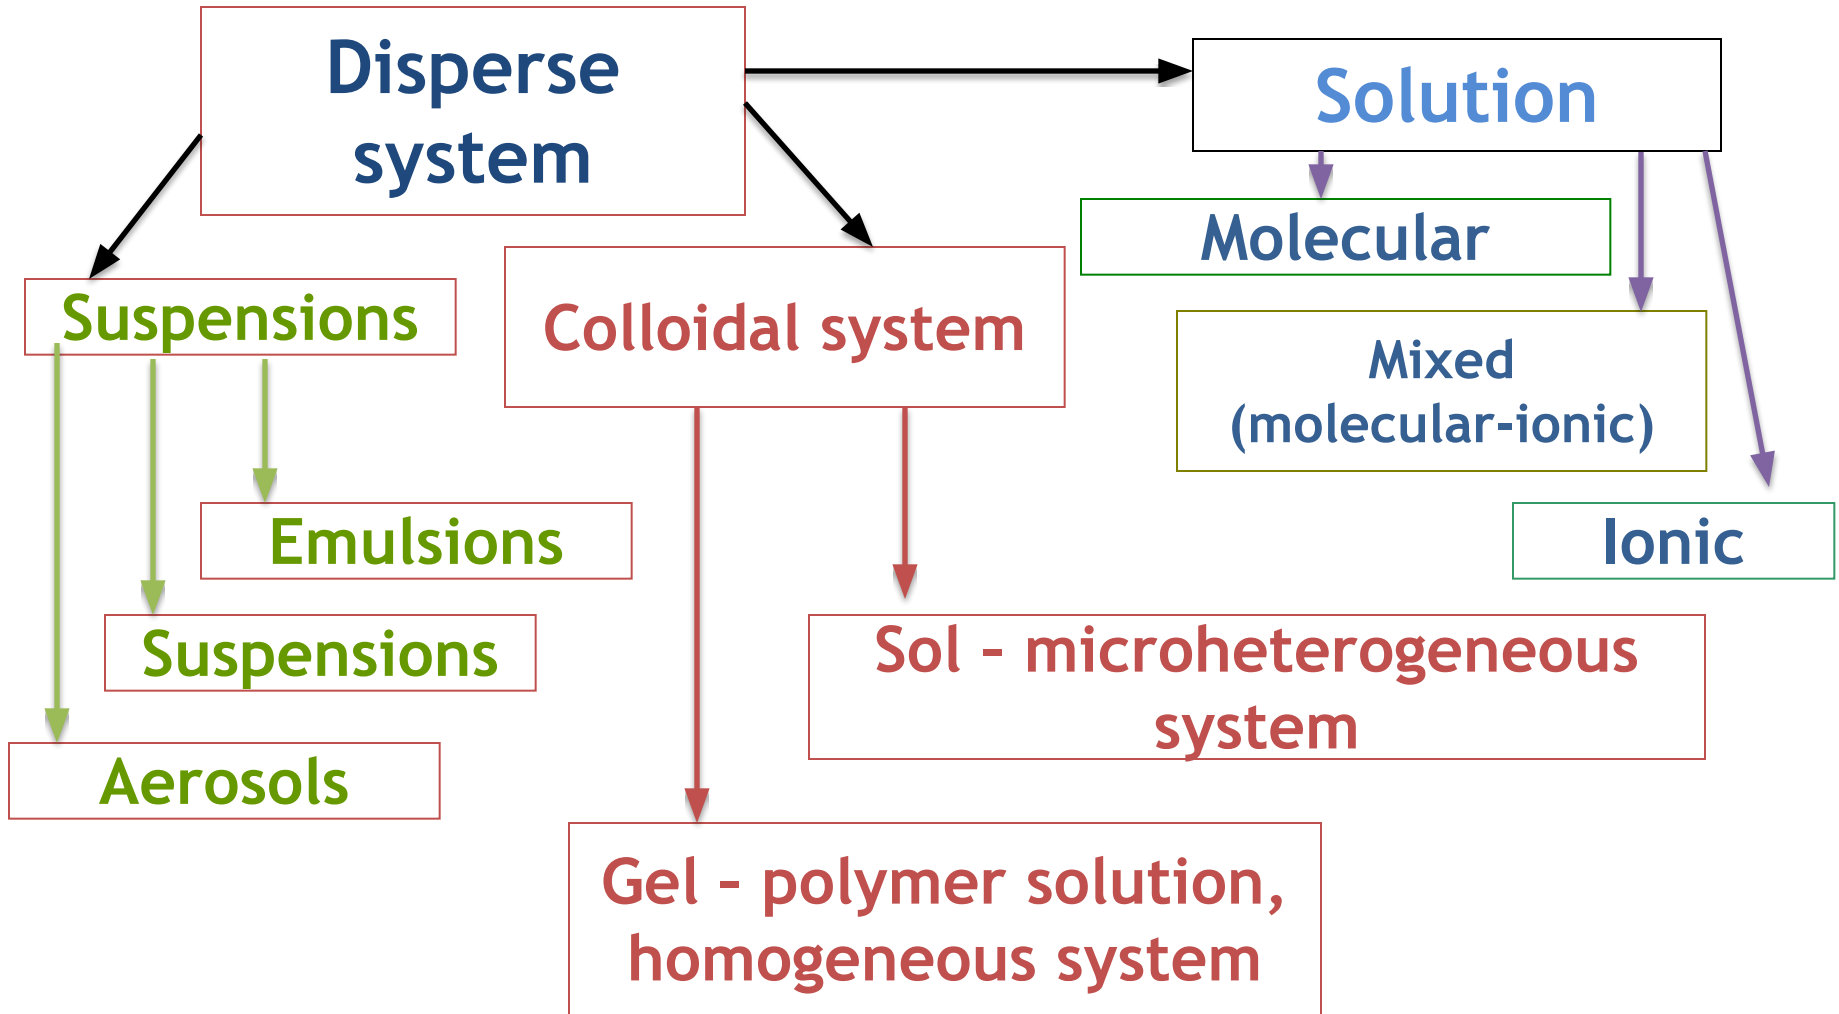 Disperse
system
Solution
Molecular
Suspensions
Colloidal system
Mixed
(molecular-ionic)
Emulsions
Ionic
Suspensions
Sol – microheterogeneous
system
Aerosols
Gel – polymer solution,
homogeneous system